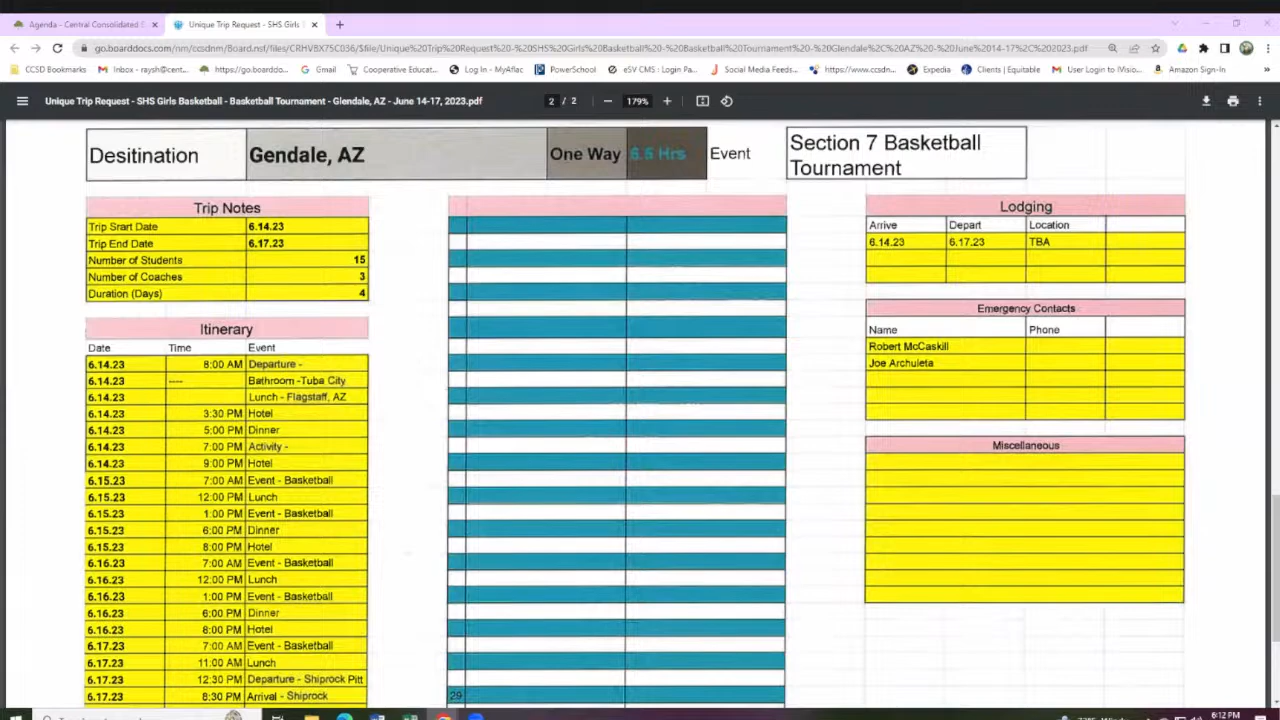 Agenda - Central Consolidated S
Unique Trip Request - SHS Girls
go.boarddocs.com/nm/ccsdnm/Board.nsf/files/CRHVBX75C036/$file/Unique%20Trip%20Request%20-%20SHS%20Girls%20Basketball%20-%20Basketball%20Tournament%20-%20Glendale%2C%20AZ%20-%20June%2014-17%2C%202023.pdf
CCSD Bookmarks
Inbox - raysh@cent...
https://go.boarddo...
Gmail
Cooperative Educat...
Log In - MyAflac
PowerSchool
eSV CMS : Login Pa...
Social Media Feeds...
https://www.ccsdn...
Expedia
Clients | Equitable
User Login to IVisio...
Amazon Sign-In
Unique Trip Request - SHS Girls Basketball - Basketball Tournament - Glendale, AZ - June 14-17, 2023.pdf
2 / 2
179%
Desitination
Gendale, AZ
One Way
6.5 Hrs
Event
Section 7 Basketball
Tournament
Trip Notes
Trip Srart Date 6.14.23
Trip End Date 6.17.23
Number of Students 15
Number of Coaches 3
Duration (Days) 4
Itinerary
Date Time Event
6.14.23 8:00 AM Departure -
6.14.23 ---- Bathroom -Tuba City
6.14.23 Lunch - Flagstaff, AZ
6.14.23 3:30 PM Hotel
6.14.23 5:00 PM Dinner
6.14.23 7:00 PM Activity -
6.14.23 9:00 PM Hotel
6.15.23 7:00 AM Event - Basketball
6.15.23 12:00 PM Lunch
6.15.23 1:00 PM Event - Basketball
6.15.23 6:00 PM Dinner
6.15.23 8:00 PM Hotel
6.16.23 7:00 AM Event - Basketball
6.16.23 12:00 PM Lunch
6.16.23 1:00 PM Event - Basketball
6.16.23 6:00 PM Dinner
6.16.23 8:00 PM Hotel
6.17.23 7:00 AM Event - Basketball
6.17.23 11:00 AM Lunch
6.17.23 12:30 PM Departure - Shiprock Pitt
6.17.23 8:30 PM Arrival - Shiprock
29
Lodging
Arrive Depart Location
6.14.23 6.17.23 TBA
Emergency Contacts
Name Phone
Robert McCaskill
Joe Archuleta
Miscellaneous
6:12 PM